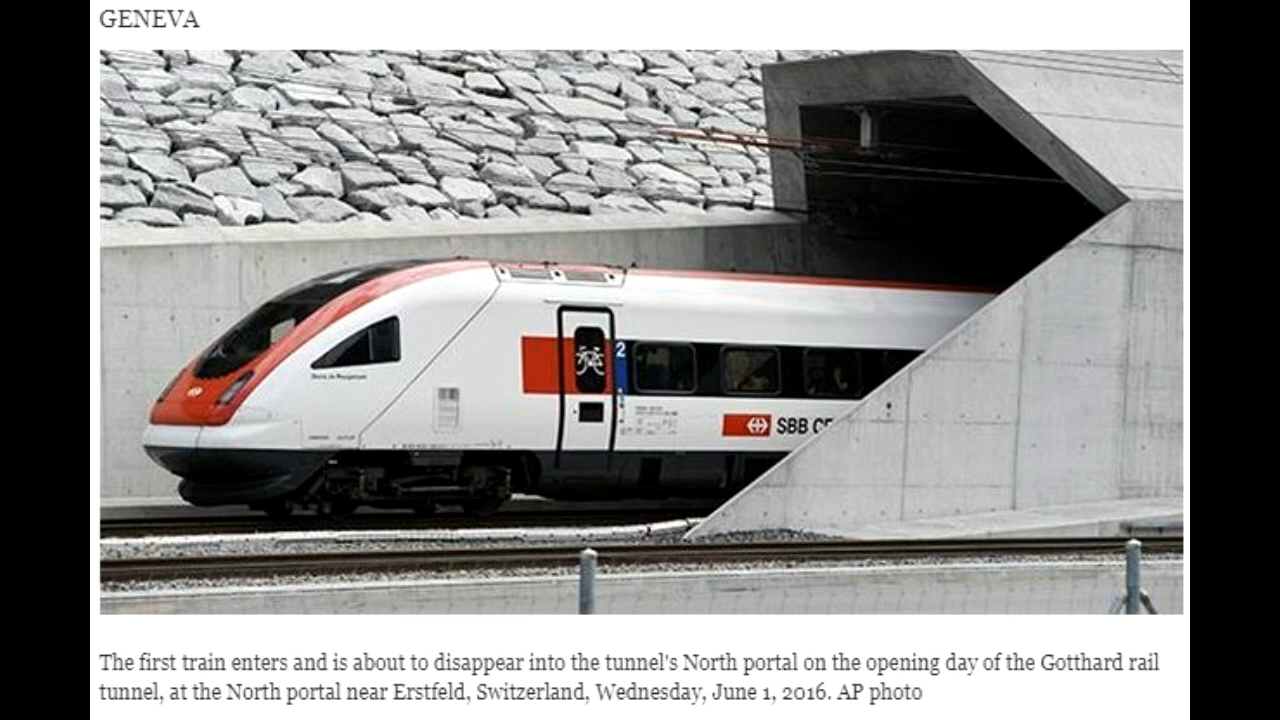 GENEVA
2
SBB CF
The first train enters and is about to disappear into the tunnel's North portal on the opening day of the Gotthard rail
tunnel, at the North portal near Erstfeld, Switzerland, Wednesday, June 1, 2016. AP photo